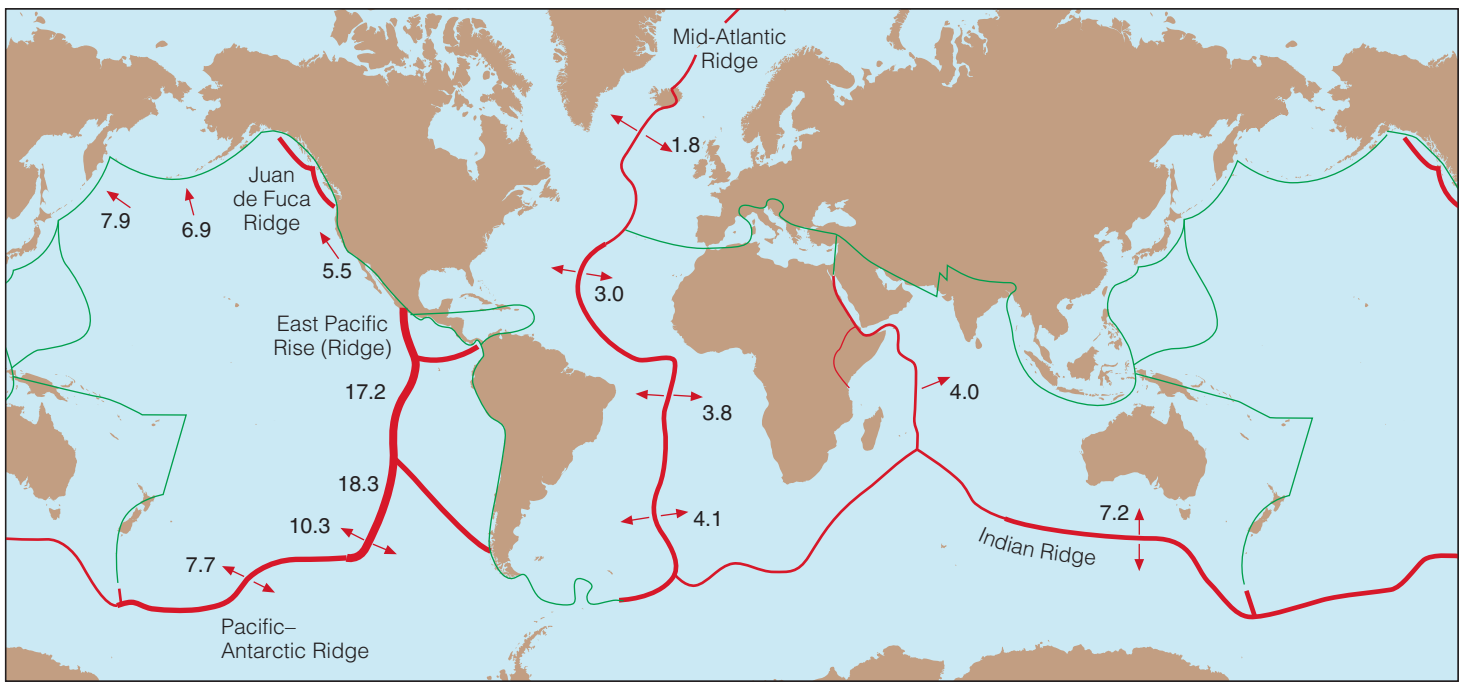 Mid-Atlantic
Ridge
1.8
Juan
de Fuca
Ridge
7.9
6.9
5.5
3.0
East Pacific
Rise (Ridge)
17.2
3.8
4.0
18.3
10.3
4.1
7.2
Indian Ridge
7.7
Pacific–
Antarctic Ridge